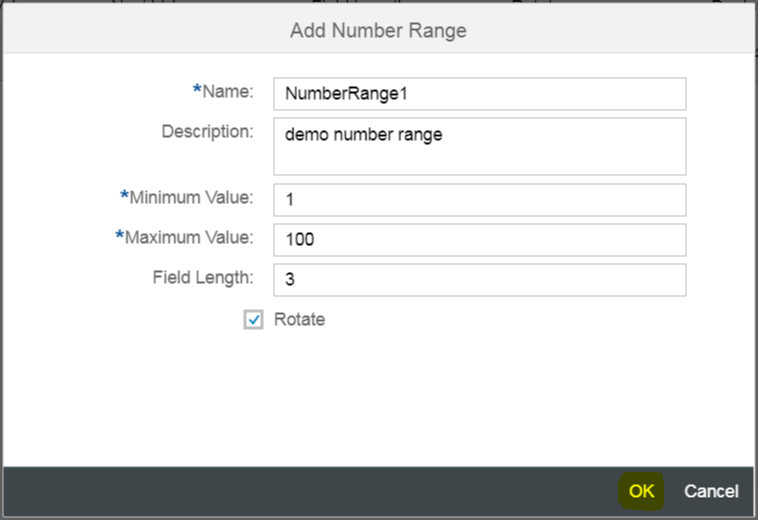 Add Number Range
*Name: NumberRange1
Description: demo number range
*Minimum Value: 1
*Maximum Value: 100
Field Length: 3
Rotate
OK Cancel